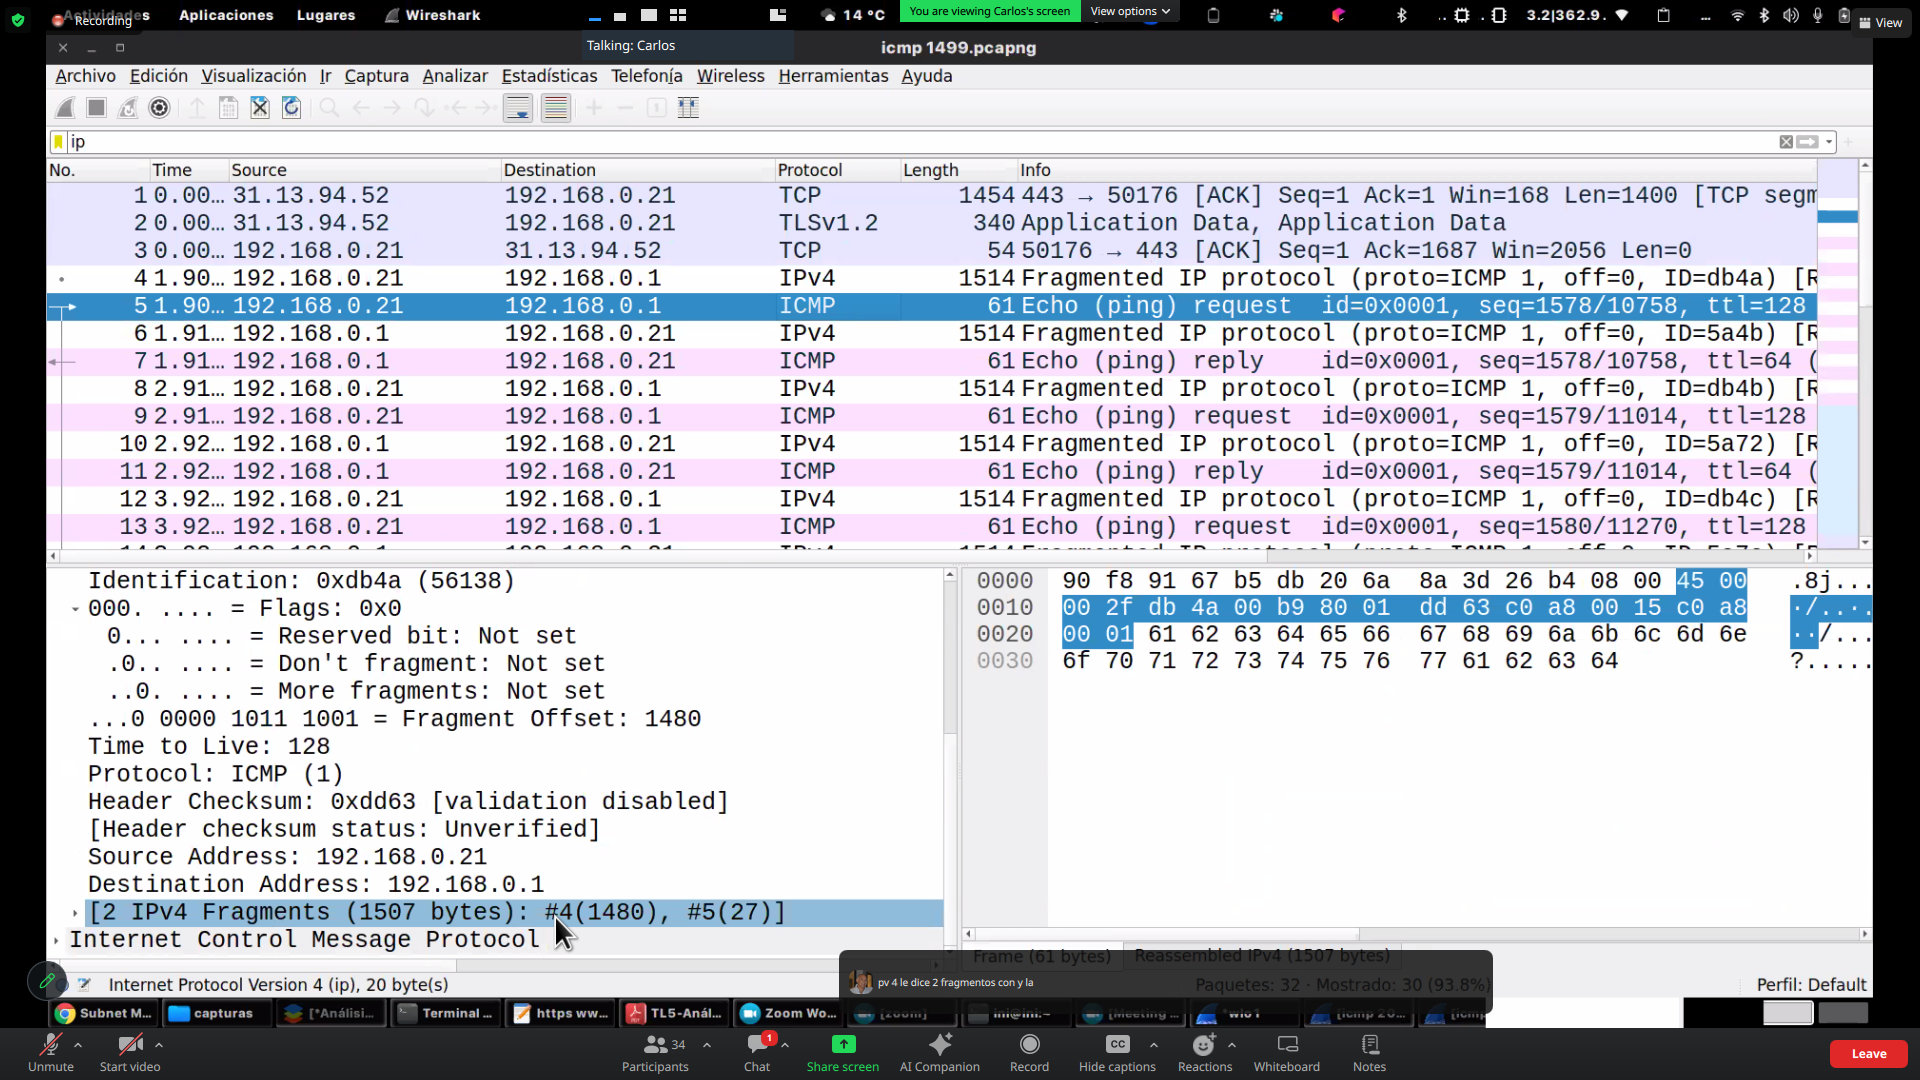 Recording
Aplicaciones
Lugares
Wireshark
14 °C
You are viewing Carlos's screen
View options
3.2|362.9.
View
Talking: Carlos
icmp 1499.pcapng
Archivo Edición Visualización Ir Captura Analizar Estadísticas Telefonía Wireless Herramientas Ayuda
ip
No. Time Source Destination Protocol Length Info
1 0.00… 31.13.94.52 192.168.0.21 TCP 1454 443 → 50176 [ACK] Seq=1 Ack=1 Win=168 Len=1400 [TCP segm
2 0.00… 31.13.94.52 192.168.0.21 TLSv1.2 340 Application Data, Application Data
3 0.00… 192.168.0.21 31.13.94.52 TCP 54 50176 → 443 [ACK] Seq=1 Ack=1687 Win=2056 Len=0
4 1.90… 192.168.0.21 192.168.0.1 IPv4 1514 Fragmented IP protocol (proto=ICMP 1, off=0, ID=db4a) [R
5 1.90… 192.168.0.21 192.168.0.1 ICMP 61 Echo (ping) request id=0x0001, seq=1578/10758, ttl=128
6 1.91… 192.168.0.1 192.168.0.21 IPv4 1514 Fragmented IP protocol (proto=ICMP 1, off=0, ID=5a4b) [R
7 1.91… 192.168.0.1 192.168.0.21 ICMP 61 Echo (ping) reply id=0x0001, seq=1578/10758, ttl=64 (
8 2.91… 192.168.0.21 192.168.0.1 IPv4 1514 Fragmented IP protocol (proto=ICMP 1, off=0, ID=db4b) [R
9 2.91… 192.168.0.21 192.168.0.1 ICMP 61 Echo (ping) request id=0x0001, seq=1579/11014, ttl=128
10 2.92… 192.168.0.1 192.168.0.21 IPv4 1514 Fragmented IP protocol (proto=ICMP 1, off=0, ID=5a72) [R
11 2.92… 192.168.0.1 192.168.0.21 ICMP 61 Echo (ping) reply id=0x0001, seq=1579/11014, ttl=64 (
12 3.92… 192.168.0.21 192.168.0.1 IPv4 1514 Fragmented IP protocol (proto=ICMP 1, off=0, ID=db4c) [R
13 3.92… 192.168.0.21 192.168.0.1 ICMP 61 Echo (ping) request id=0x0001, seq=1580/11270, ttl=128
Identification: 0xdb4a (56138)
000. .... = Flags: 0x0
0... .... = Reserved bit: Not set
.0.. .... = Don't fragment: Not set
..0. .... = More fragments: Not set
...0 0000 1011 1001 = Fragment Offset: 1480
Time to Live: 128
Protocol: ICMP (1)
Header Checksum: 0xdd63 [validation disabled]
[Header checksum status: Unverified]
Source Address: 192.168.0.21
Destination Address: 192.168.0.1
[2 IPv4 Fragments (1507 bytes): #4(1480), #5(27)]
Internet Control Message Protocol
0000 90 f8 91 67 b5 db 20 6a 8a 3d 26 b4 08 00 45 00 .8j...
0010 00 2f db 4a 00 b9 80 01 dd 63 c0 a8 00 15 c0 a8 ·/..·.
0020 00 01 61 62 63 64 65 66 67 68 69 6a 6b 6c 6d 6e ··/...
0030 6f 70 71 72 73 74 75 76 77 61 62 63 64 ?.....
Frame (61 bytes) Reassembled IPv4 (1507 bytes)
pv 4 le dice 2 fragmentos con y la
Internet Protocol Version 4 (ip), 20 byte(s)
Paquetes: 32 · Mostrado: 30 (93.8%)
Perfil: Default
Subnet M…
capturas
[*Análisi…
Terminal …
https ww…
TL5-Anál…
Zoom Wo…
[zoom]
[Meeting …
*wlo1
[icmp 20…
[icmp
Unmute
Start video
Participants
34
Chat
1
Share screen
AI Companion
Record
CC
Hide captions
Reactions
Whiteboard
Notes
Leave